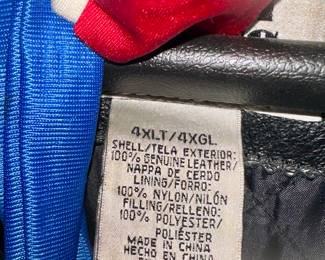 4XLT/4XGL
SHELL/TELA EXTERIOR:
100% GENUINE LEATHER/
NAPPA DE CERDO
LINING/FORRO:
100% NYLON/NILÓN
FILLING/RELLENO:
100% POLYESTER/
POLIÉSTER
MADE IN CHINA
HECHO EN CHINA